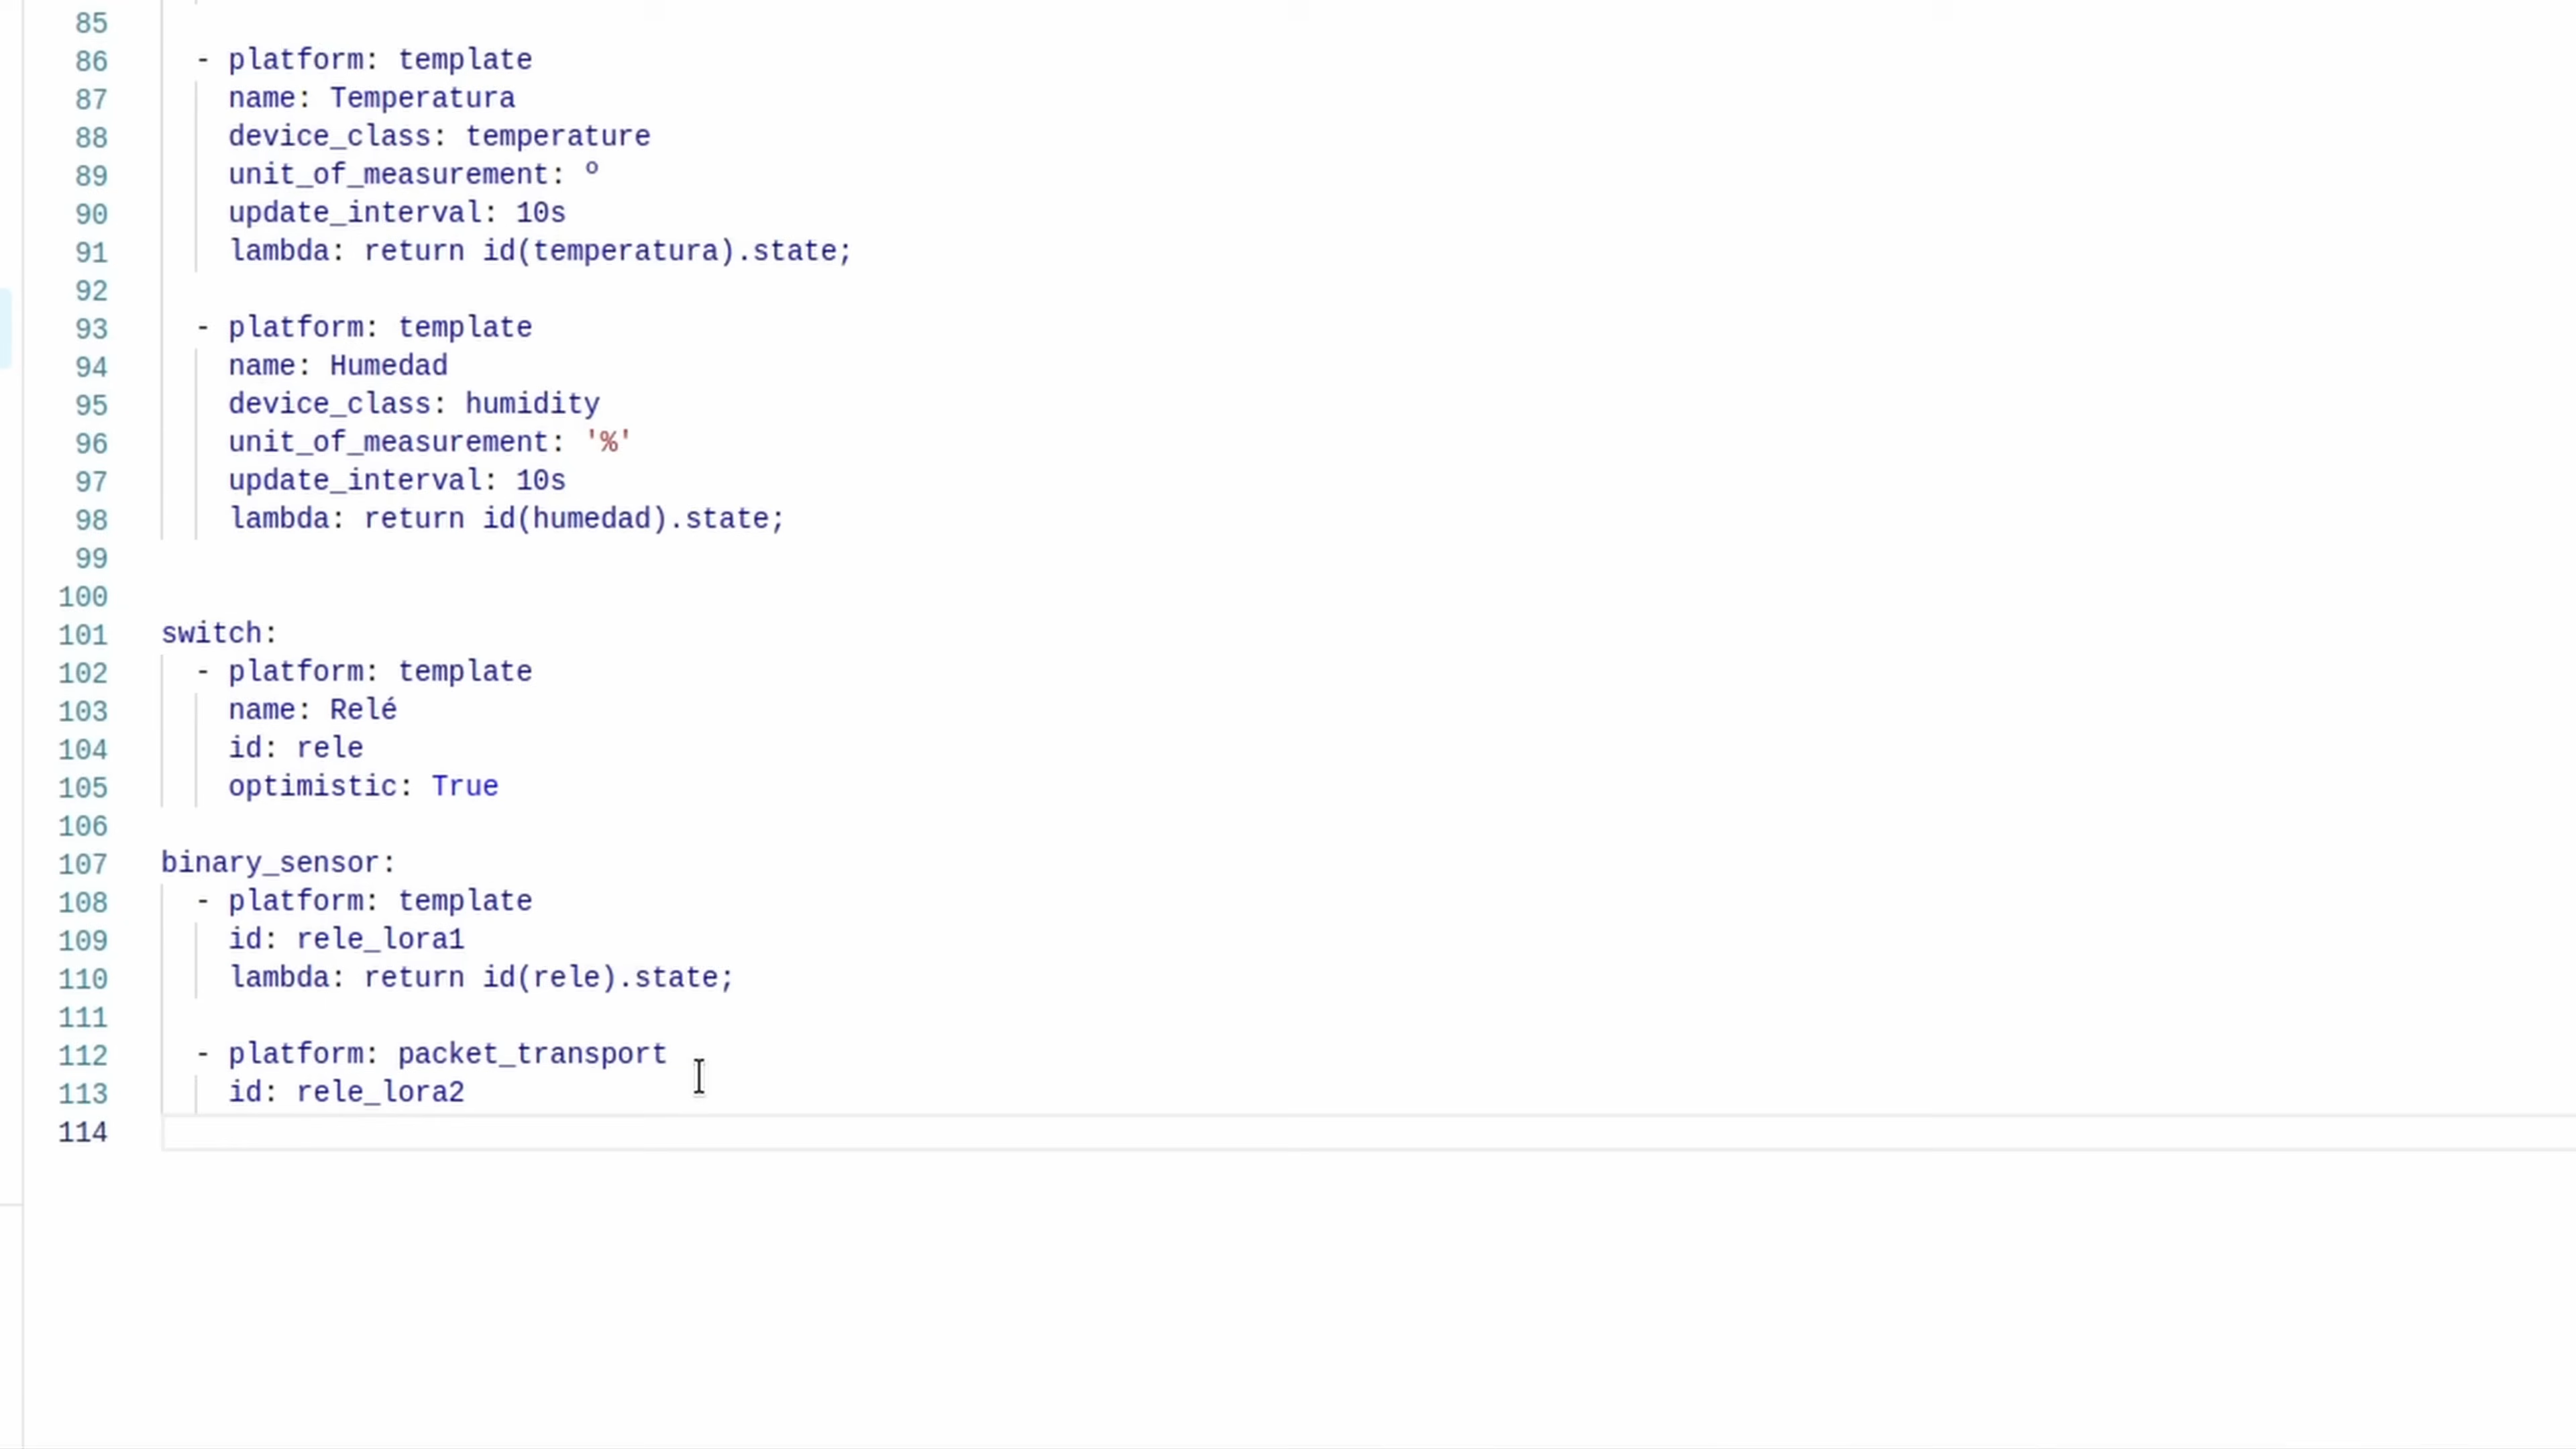 85
86 - platform: template
87 name: Temperatura
88 device_class: temperature
89 unit_of_measurement: º
90 update_interval: 10s
91 lambda: return id(temperatura).state;
92
93 - platform: template
94 name: Humedad
95 device_class: humidity
96 unit_of_measurement: '%'
97 update_interval: 10s
98 lambda: return id(humedad).state;
99
100
101 switch:
102 - platform: template
103 name: Relé
104 id: rele
105 optimistic: True
106
107 binary_sensor:
108 - platform: template
109 id: rele_lora1
110 lambda: return id(rele).state;
111
112 - platform: packet_transport
113 id: rele_lora2
114